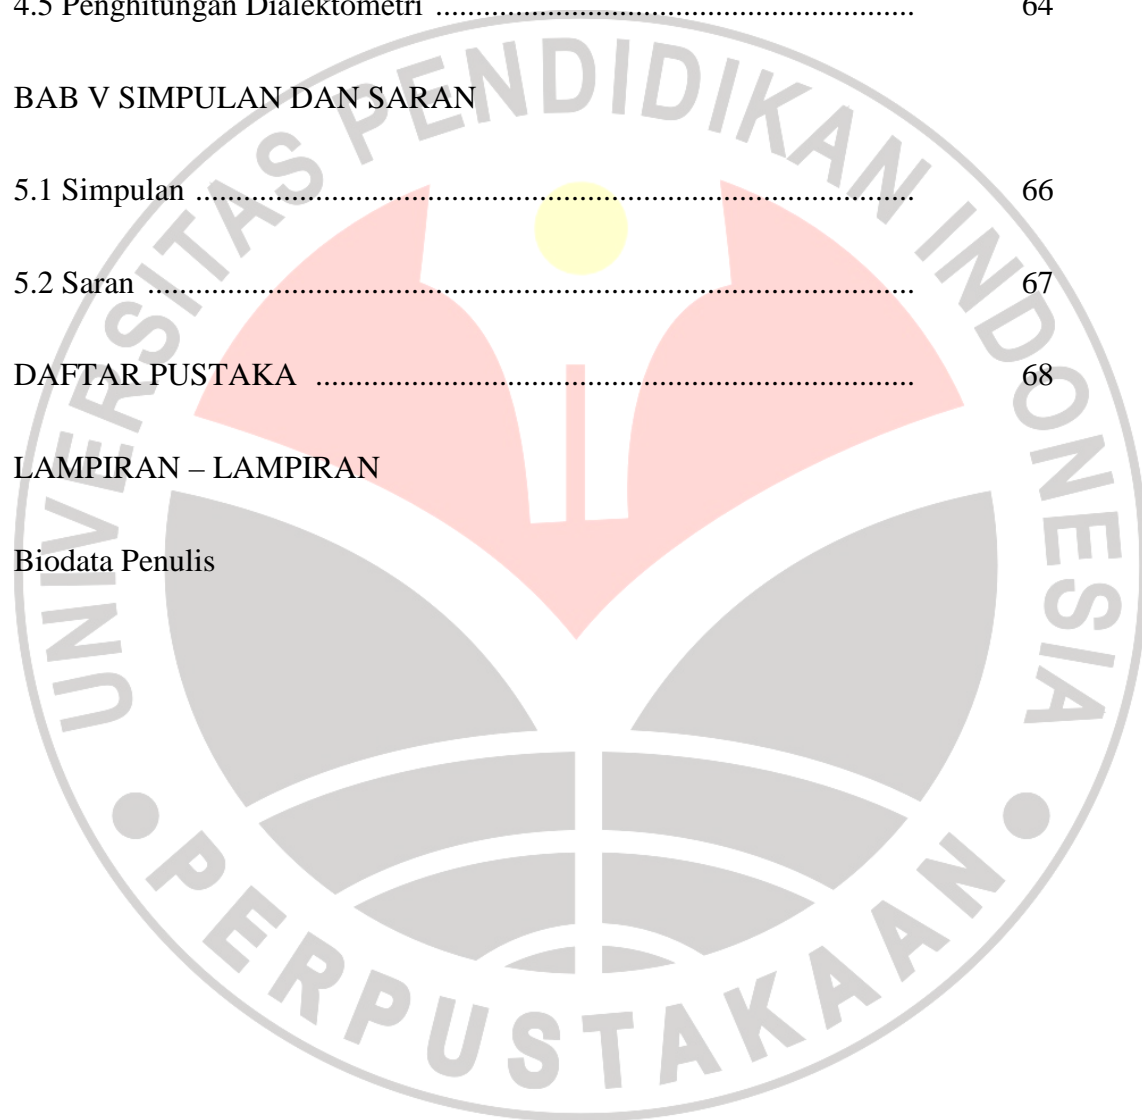 4.5 Penghitungan Dialektometri ................................................................ 64
BAB V SIMPULAN DAN SARAN
5.1 Simpulan ................................................................................................ 66
5.2 Saran ...................................................................................................... 67
DAFTAR PUSTAKA ................................................................................ 68
LAMPIRAN – LAMPIRAN
Biodata Penulis
UNIVERSITAS PENDIDIKAN INDONESIA
PERPUSTAKAAN